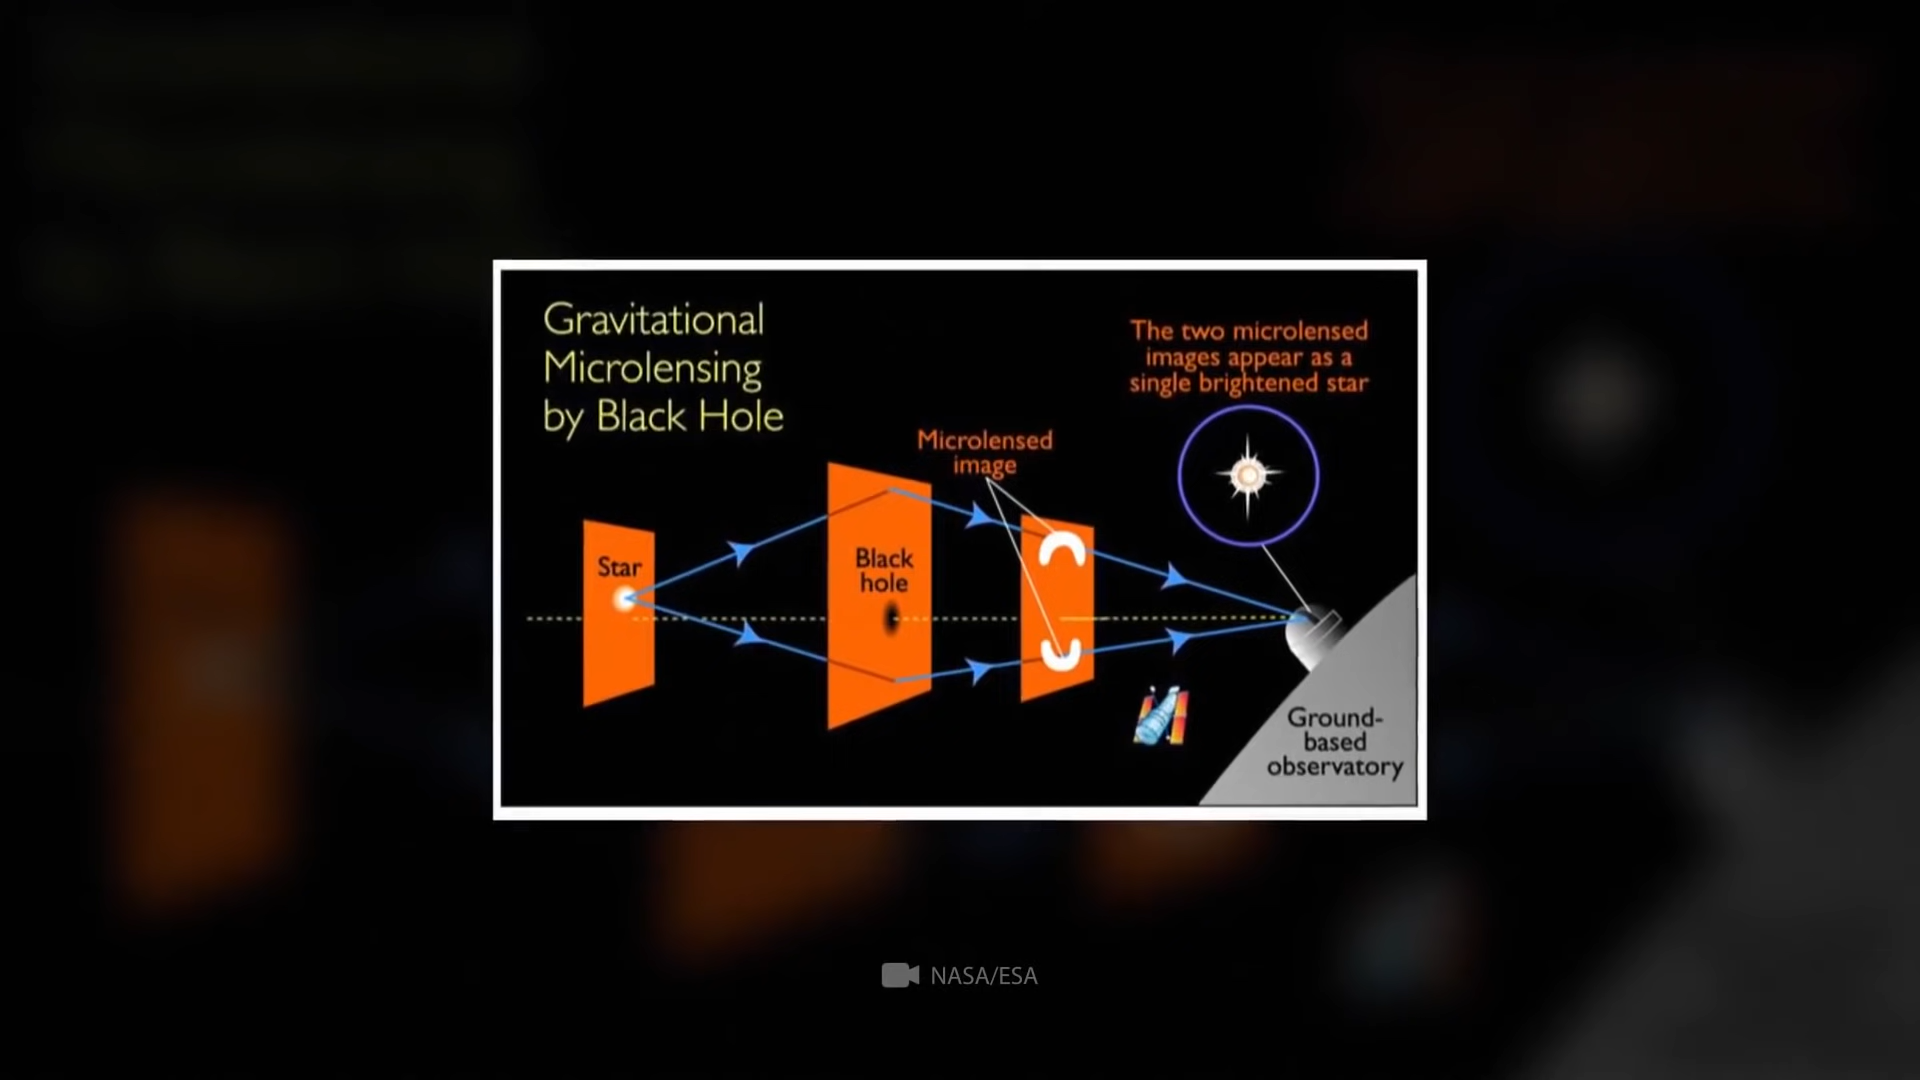 Gravitational
Microlensing
by Black Hole
The two microlensed
images appear as a
single brightened star
Microlensed
image
Star
Black
hole
Ground-
based
observatory
NASA/ESA